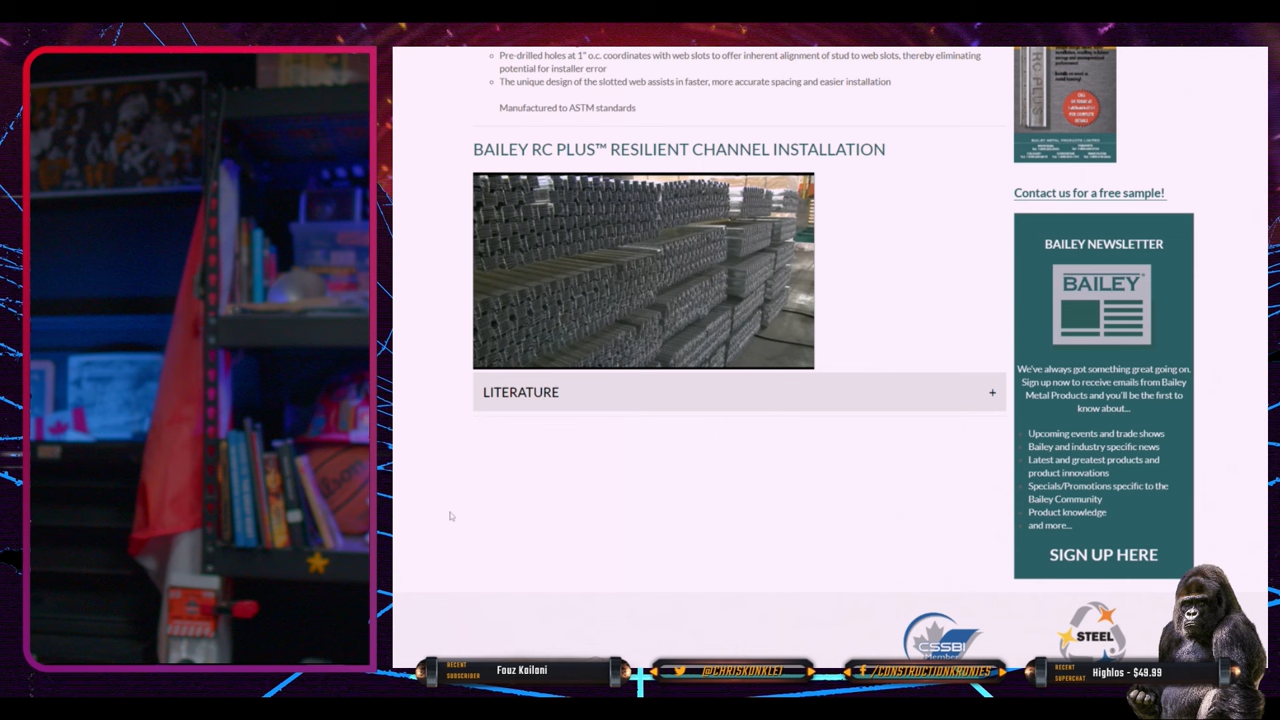 Pre-drilled holes at 1" o.c. coordinates with web slots to offer inherent alignment of stud to web slots, thereby eliminating
potential for installer error
The unique design of the slotted web assists in faster, more accurate spacing and easier installation
Manufactured to ASTM standards
BAILEY RC PLUS™ RESILIENT CHANNEL INSTALLATION
LITERATURE +
RC PLUS
Contact us for a free sample!
BAILEY NEWSLETTER
BAILEY
We've always got something great going on.
Sign up now to receive emails from Bailey
Metal Products and you'll be the first to
know about...
Upcoming events and trade shows
Bailey and industry specific news
Latest and greatest products and
product innovations
Specials/Promotions specific to the
Bailey Community
Product knowledge
and more...
SIGN UP HERE
CSSBI
Member
STEEL
RECENT
SUBSCRIBER
Fouz Kailani
@CHRISKONKLE1
/CONSTRUCTIONKRONIES
RECENT
SUPERCHAT
Highlos - $49.99